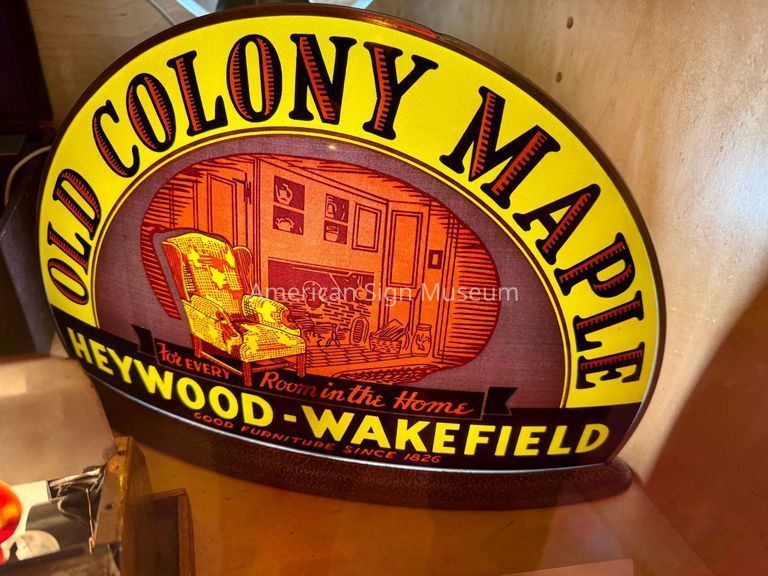 OLD COLONY MAPLE
American Sign Museum
For EVERY
Room in the Home
HEYWOOD-WAKEFIELD
GOOD FURNITURE SINCE 1826